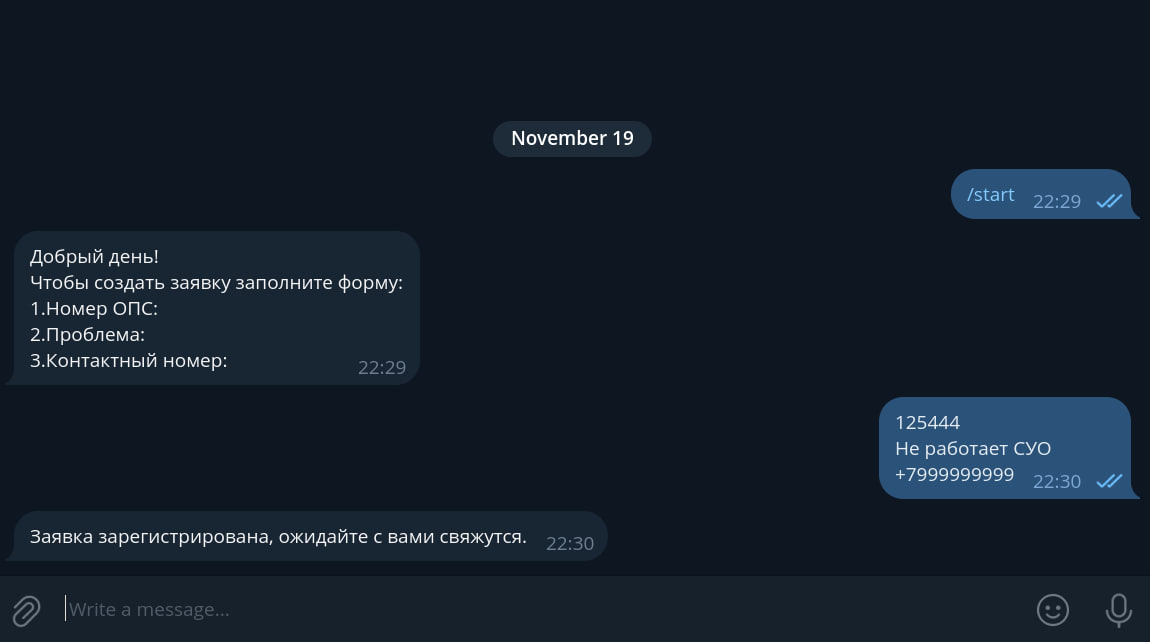 November 19
/start 22:29
Добрый день!
Чтобы создать заявку заполните форму:
1.Номер ОПС:
2.Проблема:
3.Контактный номер: 22:29
125444
Не работает СУО
+7999999999 22:30
Заявка зарегистрирована, ожидайте с вами свяжутся. 22:30
Write a message...